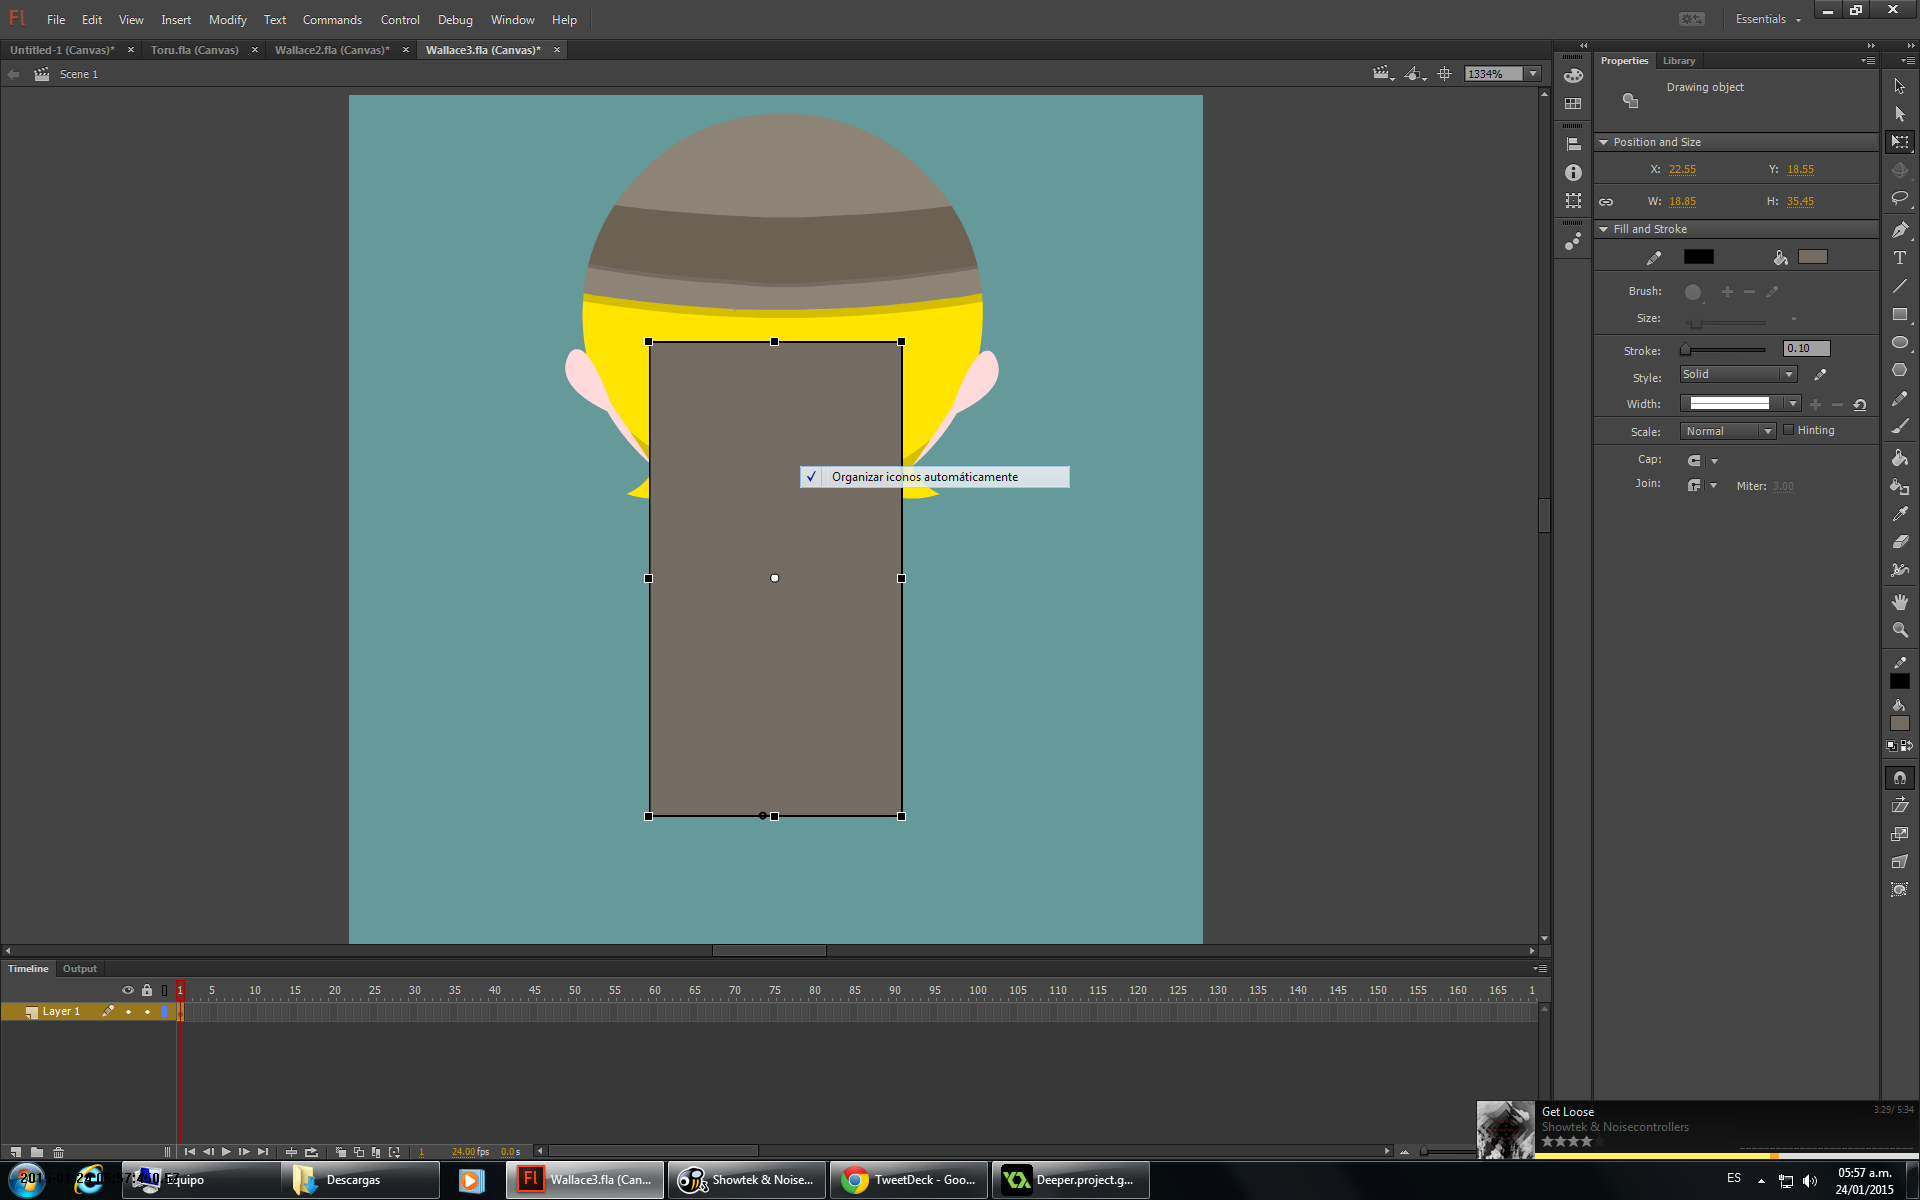 Fl File Edit View Insert Modify Text Commands Control Debug Window Help Essentials
Untitled-1 (Canvas)* × Toru.fla (Canvas) × Wallace2.fla (Canvas)* × Wallace3.fla (Canvas)* ×
Scene 1
1334%
Properties Library
Drawing object
Position and Size
X: 22.55 Y: 18.55
W: 18.85 H: 35.45
Fill and Stroke
Brush:
Size:
Stroke: 0.10
Style: Solid
Width:
Scale: Normal Hinting
Cap:
Join: Miter: 3.00
✓ Organizar iconos automáticamente
Timeline Output
1 5 10 15 20 25 30 35 40 45 50 55 60 65 70 75 80 85 90 95 100 105 110 115 120 125 130 135 140 145 150 155 160 165 1
Layer 1
1 24.00 fps 0.0 s
Get Loose 3:29/ 5:34
Showtek & Noisecontrollers
Equipo
Descargas
Wallace3.fla (Can...
Showtek & Noise...
TweetDeck - Goo...
Deeper.project.g...
ES
05:57 a.m.
24/01/2015